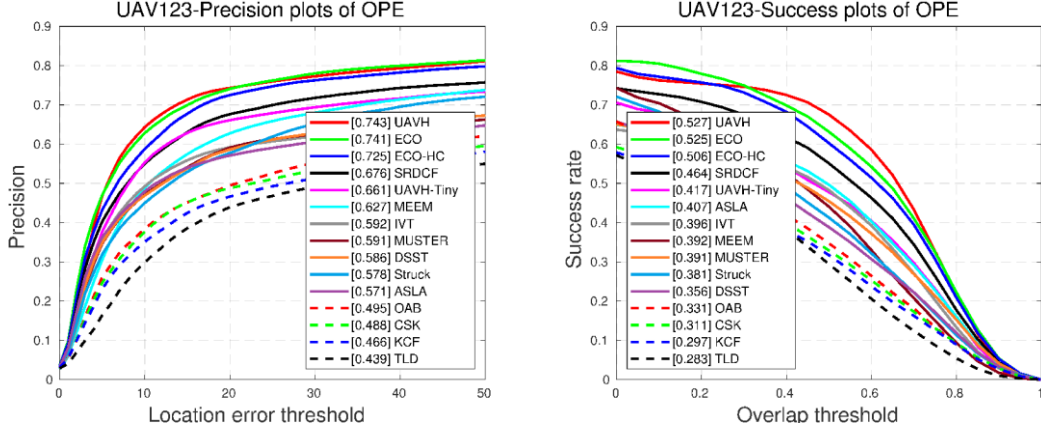 UAV123-Precision plots of OPE
0.9
0.8
0.7
0.6
0.5
0.4
0.3
0.2
0.1
0
Precision
[0.743] UAVH
[0.741] ECO
[0.725] ECO-HC
[0.676] SRDCF
[0.661] UAVH-Tiny
[0.627] MEEM
[0.592] IVT
[0.591] MUSTER
[0.586] DSST
[0.578] Struck
[0.571] ASLA
[0.495] OAB
[0.488] CSK
[0.466] KCF
[0.439] TLD
0 10 20 30 40 50
Location error threshold
UAV123-Success plots of OPE
0.9
0.8
0.7
0.6
0.5
0.4
0.3
0.2
0.1
0
Success rate
[0.527] UAVH
[0.525] ECO
[0.506] ECO-HC
[0.464] SRDCF
[0.417] UAVH-Tiny
[0.407] ASLA
[0.396] IVT
[0.392] MEEM
[0.391] MUSTER
[0.381] Struck
[0.356] DSST
[0.331] OAB
[0.311] CSK
[0.297] KCF
[0.283] TLD
0 0.2 0.4 0.6 0.8 1
Overlap threshold